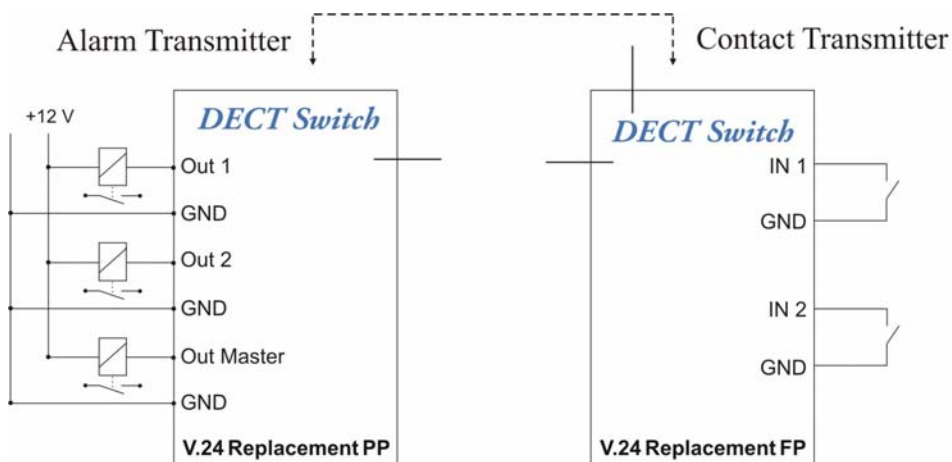 Alarm Transmitter
Contact Transmitter
+12 V
DECT Switch
Out 1
GND
Out 2
GND
Out Master
GND
V.24 Replacement PP
DECT Switch
IN 1
GND
IN 2
GND
V.24 Replacement FP